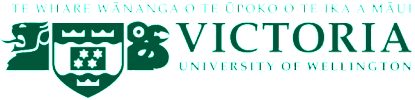 TE WHARE WĀNANGA O TE ŪPOKO O TE IKA A MĀUI
VICTORIA
UNIVERSITY OF WELLINGTON